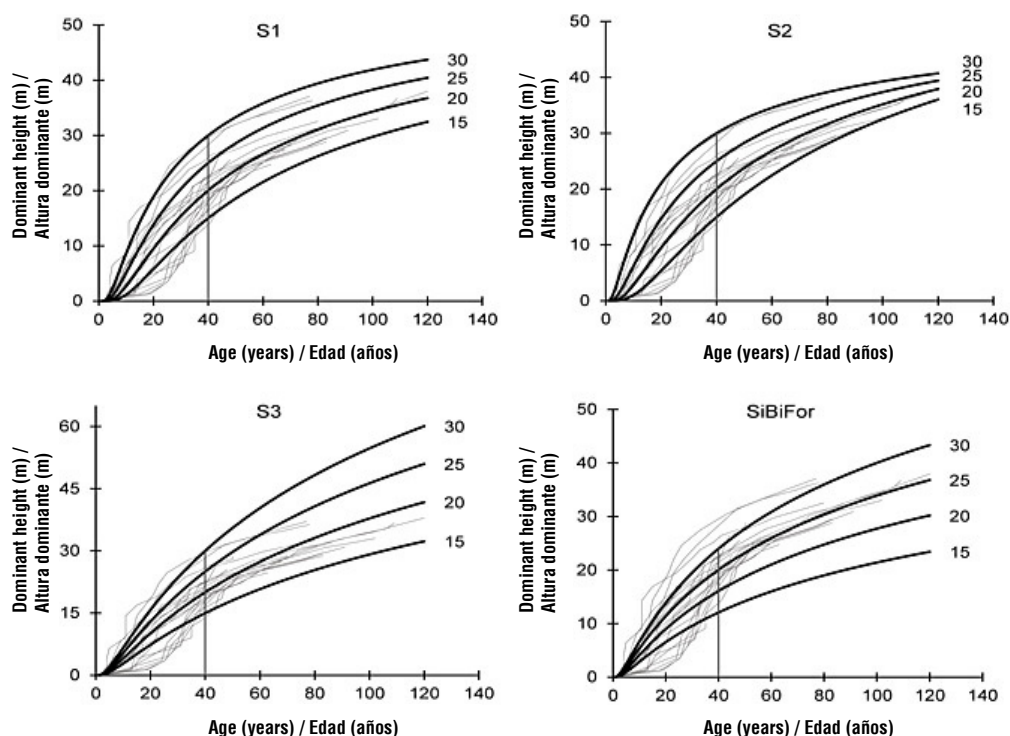 S1
50
40
30
20
10
0
0 20 40 60 80 100 120 140
30
25
20
15
Dominant height (m) /
Altura dominante (m)
Age (years) / Edad (años)
S2
50
40
30
20
10
0
0 20 40 60 80 100 120 140
30
25
20
15
Dominant height (m) /
Altura dominante (m)
Age (years) / Edad (años)
S3
60
45
30
15
0
0 20 40 60 80 100 120 140
30
25
20
15
Dominant height (m) /
Altura dominante (m)
Age (years) / Edad (años)
SiBiFor
50
40
30
20
10
0
0 20 40 60 80 100 120 140
30
25
20
15
Dominant height (m) /
Altura dominante (m)
Age (years) / Edad (años)